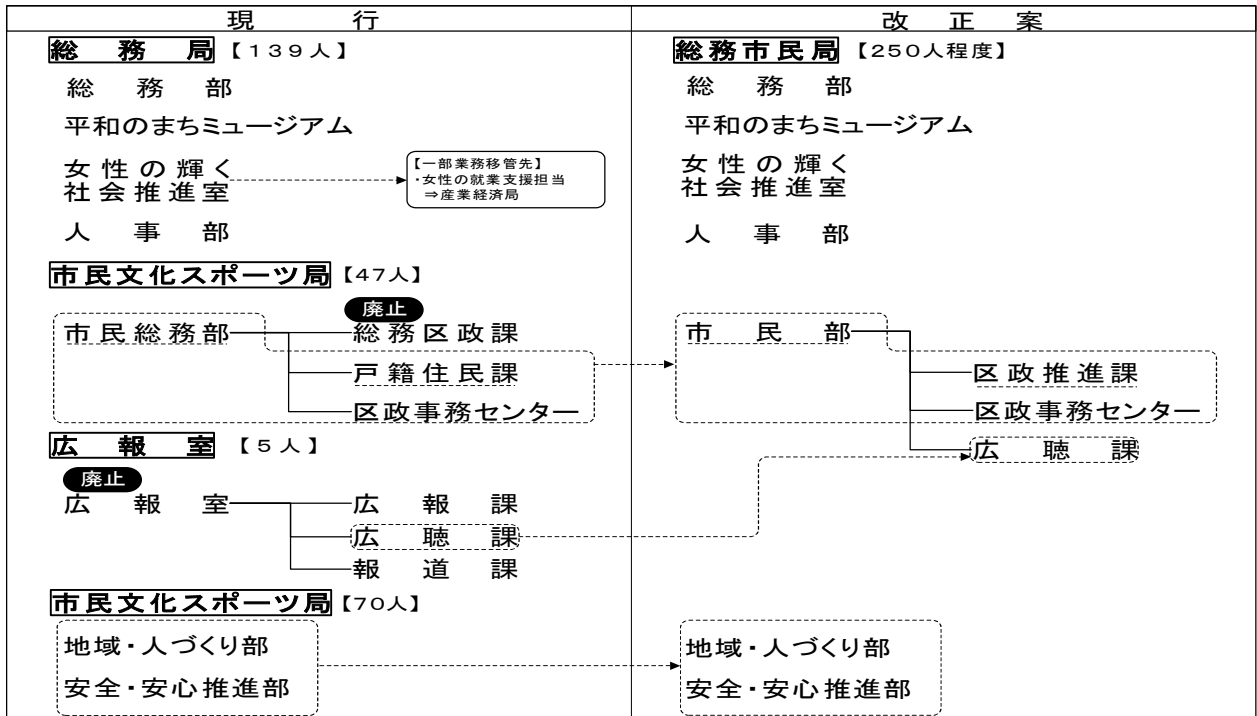 現行
改正案
総務局【139人】
総務部
平和のまちミュージアム
女性の輝く
社会推進室
【一部業務移管先】
・女性の就業支援担当
⇒産業経済局
人事部
市民文化スポーツ局【47人】
廃止
市民総務部
総務区政課
戸籍住民課
区政事務センター
広報室【5人】
廃止
広報室
広報課
広聴課
報道課
市民文化スポーツ局【70人】
地域・人づくり部
安全・安心推進部
総務市民局【250人程度】
総務部
平和のまちミュージアム
女性の輝く
社会推進室
人事部
市民部
区政推進課
区政事務センター
広聴課
地域・人づくり部
安全・安心推進部